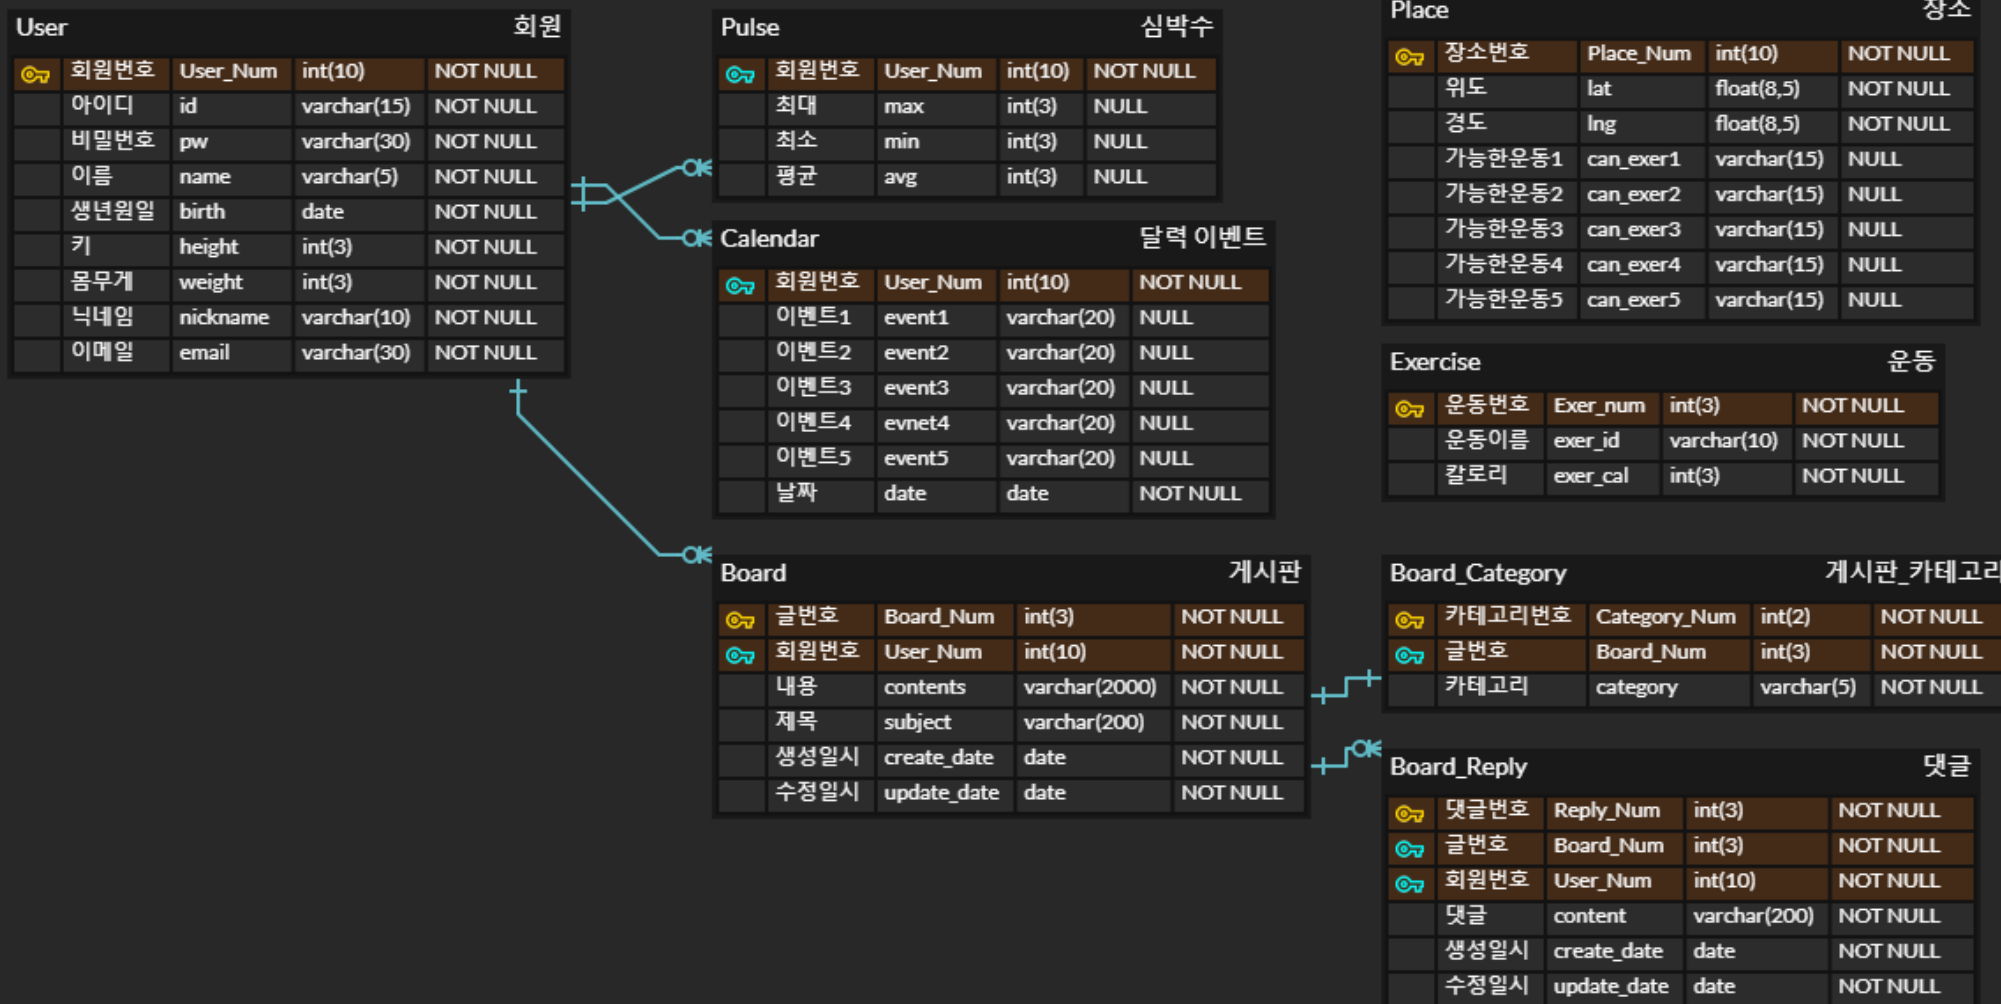 User 회원
회원번호 User_Num int(10) NOT NULL
아이디 id varchar(15) NOT NULL
비밀번호 pw varchar(30) NOT NULL
이름 name varchar(5) NOT NULL
생년원일 birth date NOT NULL
키 height int(3) NOT NULL
몸무게 weight int(3) NOT NULL
닉네임 nickname varchar(10) NOT NULL
이메일 email varchar(30) NOT NULL
Pulse 심박수
회원번호 User_Num int(10) NOT NULL
최대 max int(3) NULL
최소 min int(3) NULL
평균 avg int(3) NULL
Calendar 달력 이벤트
회원번호 User_Num int(10) NOT NULL
이벤트1 event1 varchar(20) NULL
이벤트2 event2 varchar(20) NULL
이벤트3 event3 varchar(20) NULL
이벤트4 evnet4 varchar(20) NULL
이벤트5 event5 varchar(20) NULL
날짜 date date NOT NULL
Board 게시판
글번호 Board_Num int(3) NOT NULL
회원번호 User_Num int(10) NOT NULL
내용 contents varchar(2000) NOT NULL
제목 subject varchar(200) NOT NULL
생성일시 create_date date NOT NULL
수정일시 update_date date NOT NULL
Place 장소
장소번호 Place_Num int(10) NOT NULL
위도 lat float(8,5) NOT NULL
경도 lng float(8,5) NOT NULL
가능한운동1 can_exer1 varchar(15) NULL
가능한운동2 can_exer2 varchar(15) NULL
가능한운동3 can_exer3 varchar(15) NULL
가능한운동4 can_exer4 varchar(15) NULL
가능한운동5 can_exer5 varchar(15) NULL
Exercise 운동
운동번호 Exer_num int(3) NOT NULL
운동이름 exer_id varchar(10) NOT NULL
칼로리 exer_cal int(3) NOT NULL
Board_Category 게시판_카테고리
카테고리번호 Category_Num int(2) NOT NULL
글번호 Board_Num int(3) NOT NULL
카테고리 category varchar(5) NOT NULL
Board_Reply 댓글
댓글번호 Reply_Num int(3) NOT NULL
글번호 Board_Num int(3) NOT NULL
회원번호 User_Num int(10) NOT NULL
댓글 content varchar(200) NOT NULL
생성일시 create_date date NOT NULL
수정일시 update_date date NOT NULL